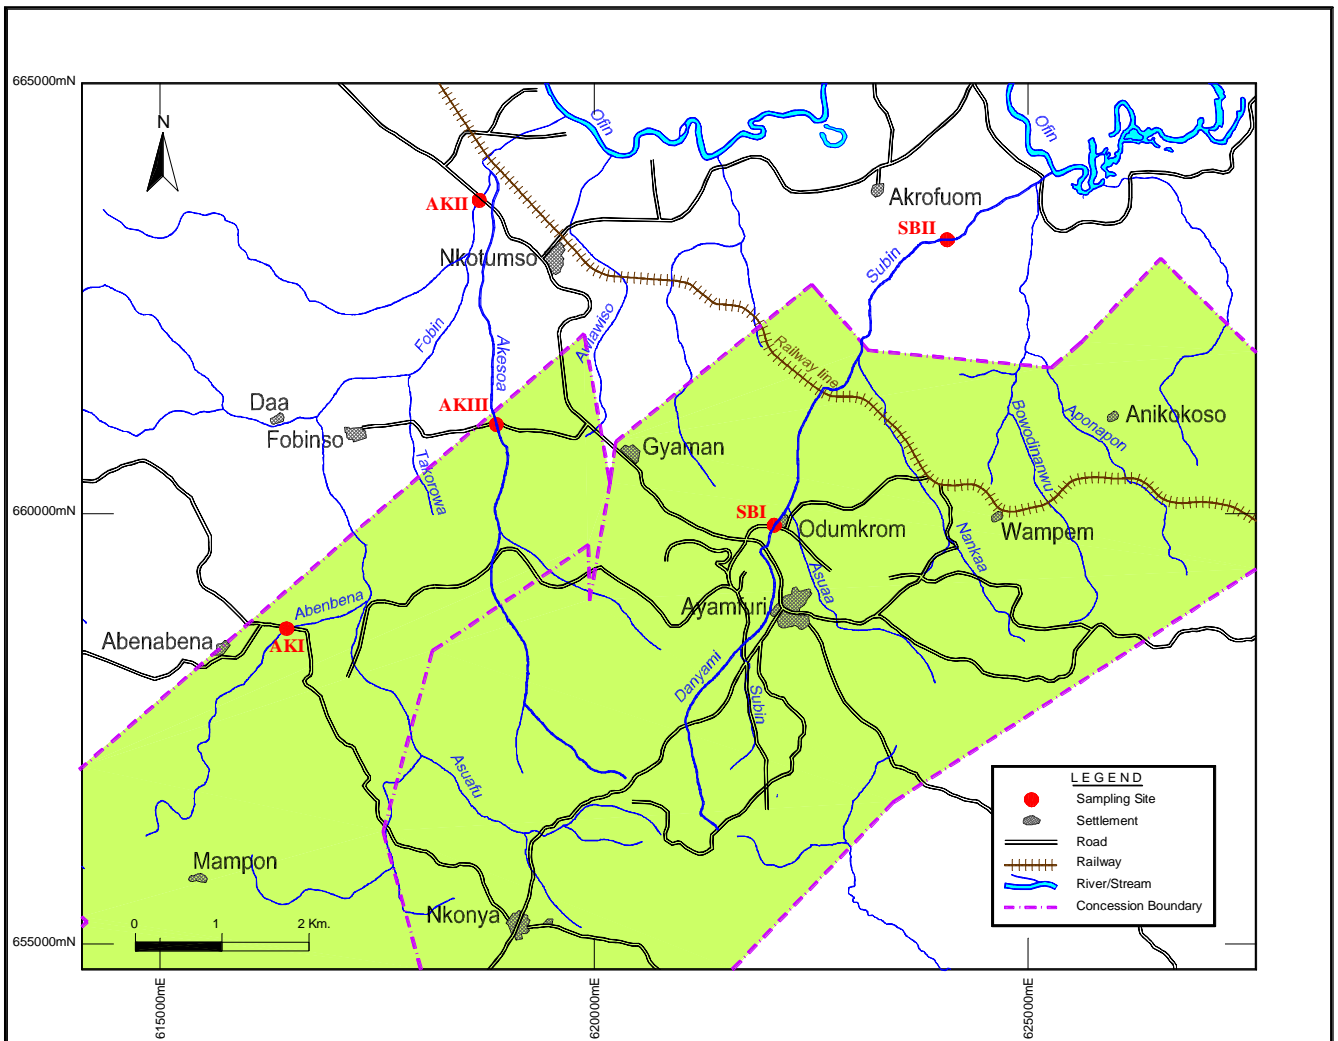 665000mN
N
Ofin
Ofin
AKII
Akrofuom
SBII
Nkotumso
Subin
Fobin
Akesoa
Awiawiso
Railway line
AKIII
Daa
Fobinso
Gyaman
Bowodinanwu
Aponapon
Anikokoso
Takorowa
660000mN
SBI
Odumkrom
Wampem
Nankaa
Asuaa
Abenbena
Ayamfuri
Abenabena
AKI
Danyami
Subin
Asuafu
Mampon
Nkonya
0 1 2 Km.
655000mN
LEGEND
Sampling Site
Settlement
Road
Railway
River/Stream
Concession Boundary
615000mE
620000mE
625000mE